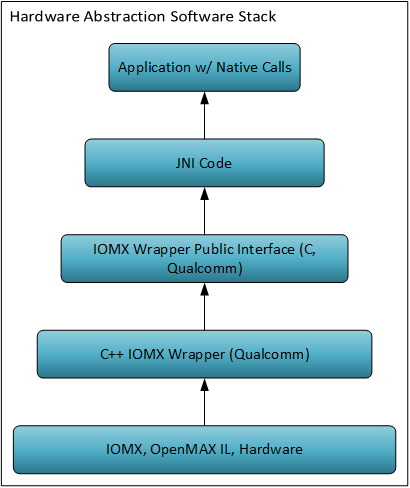 Hardware Abstraction Software Stack
Application w/ Native Calls
JNI Code
IOMX Wrapper Public Interface (C,
Qualcomm)
C++ IOMX Wrapper (Qualcomm)
IOMX, OpenMAX IL, Hardware